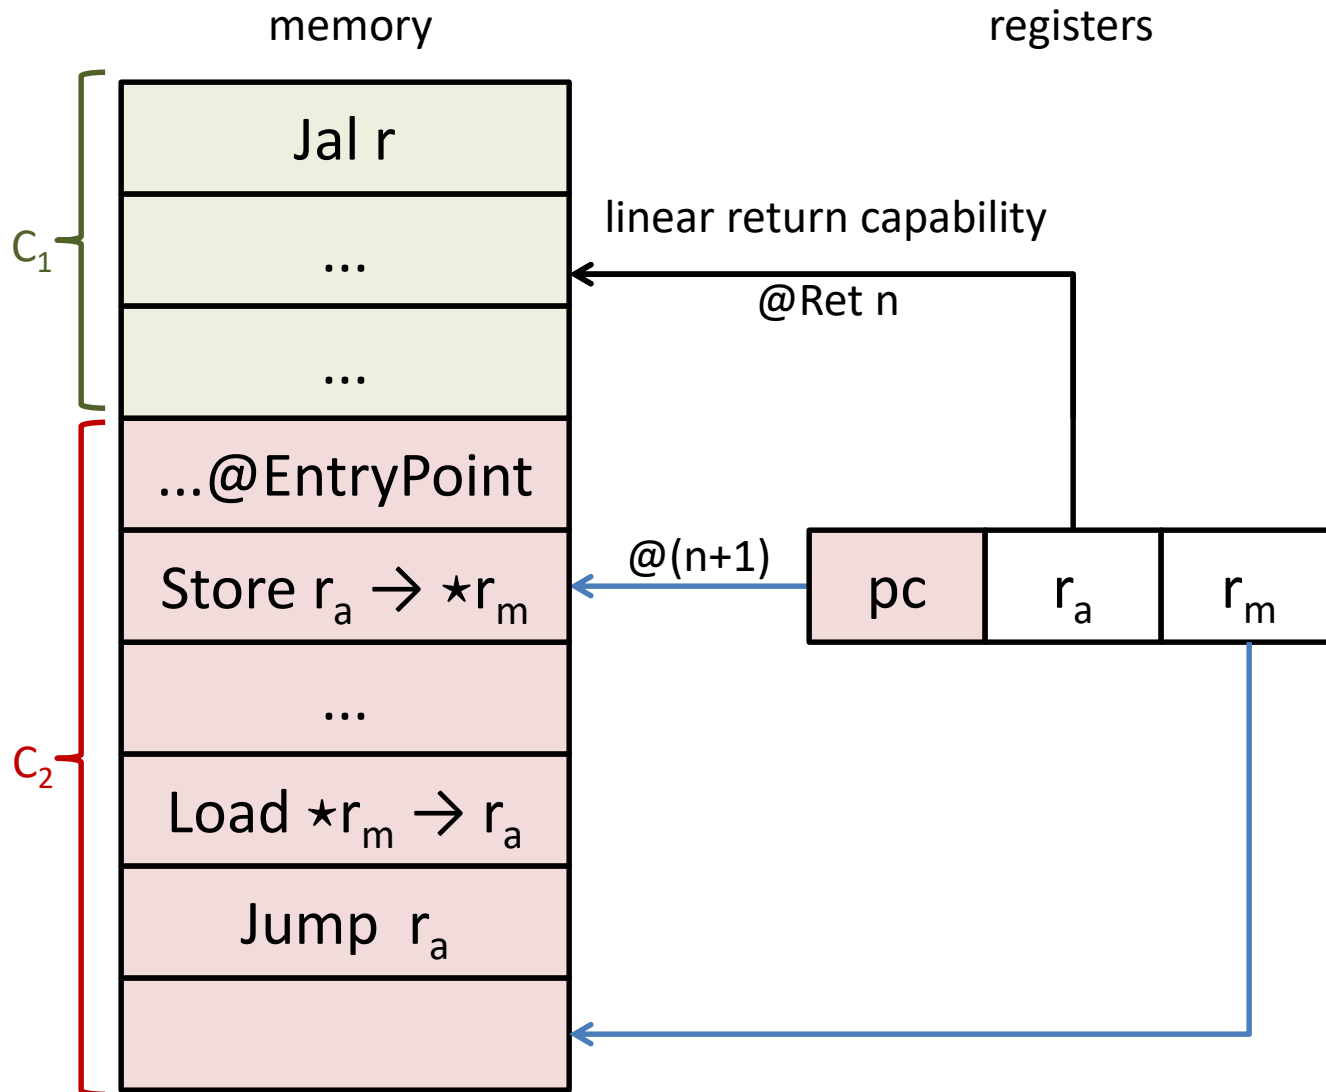 memory
registers
Jal r
linear return capability
C₁
...
@Ret n
...
...@EntryPoint
@(n+1)
Store rₐ → ⋆rₘ
pc
rₐ
rₘ
...
C₂
Load ⋆rₘ → rₐ
Jump rₐ